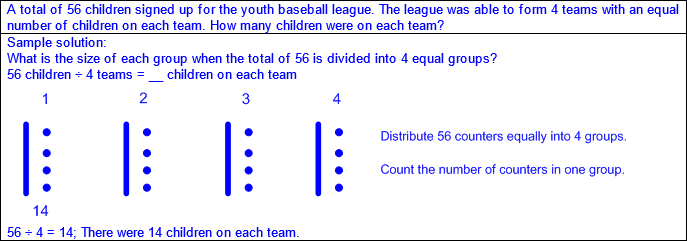 A total of 56 children signed up for the youth baseball league. The league was able to form 4 teams with an equal
number of children on each team. How many children were on each team?
Sample solution:
What is the size of each group when the total of 56 is divided into 4 equal groups?
56 children ÷ 4 teams = __ children on each team
1 2 3 4
Distribute 56 counters equally into 4 groups.
Count the number of counters in one group.
14
56 ÷ 4 = 14; There were 14 children on each team.